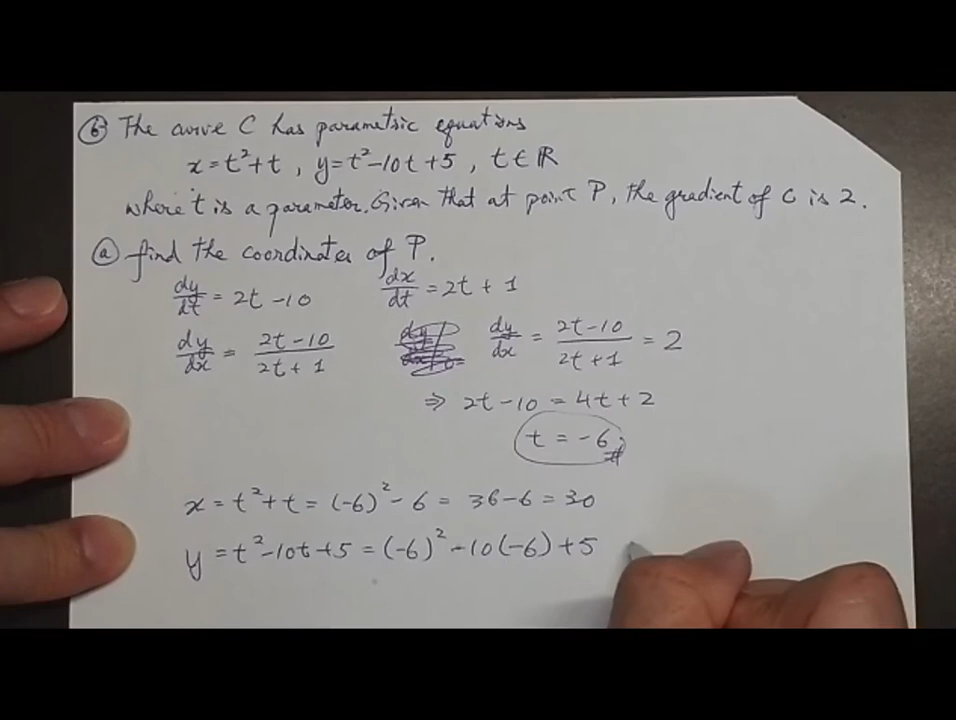 ⑥ The curve C has parametric equations
x = t² + t , y = t² - 10t + 5 , t ∈ ℝ
where t is a parameter. Given that at point P, the gradient of C is 2.
ⓐ find the coordinates of P.
dy/dt = 2t - 10 dx/dt = 2t + 1
dy/dx = (2t - 10)/(2t + 1) dy/dx = (2t - 10)/(2t + 1) = 2
⇒ 2t - 10 = 4t + 2
t = -6
x = t² + t = (-6)² - 6 = 36 - 6 = 30
y = t² - 10t + 5 = (-6)² - 10(-6) + 5